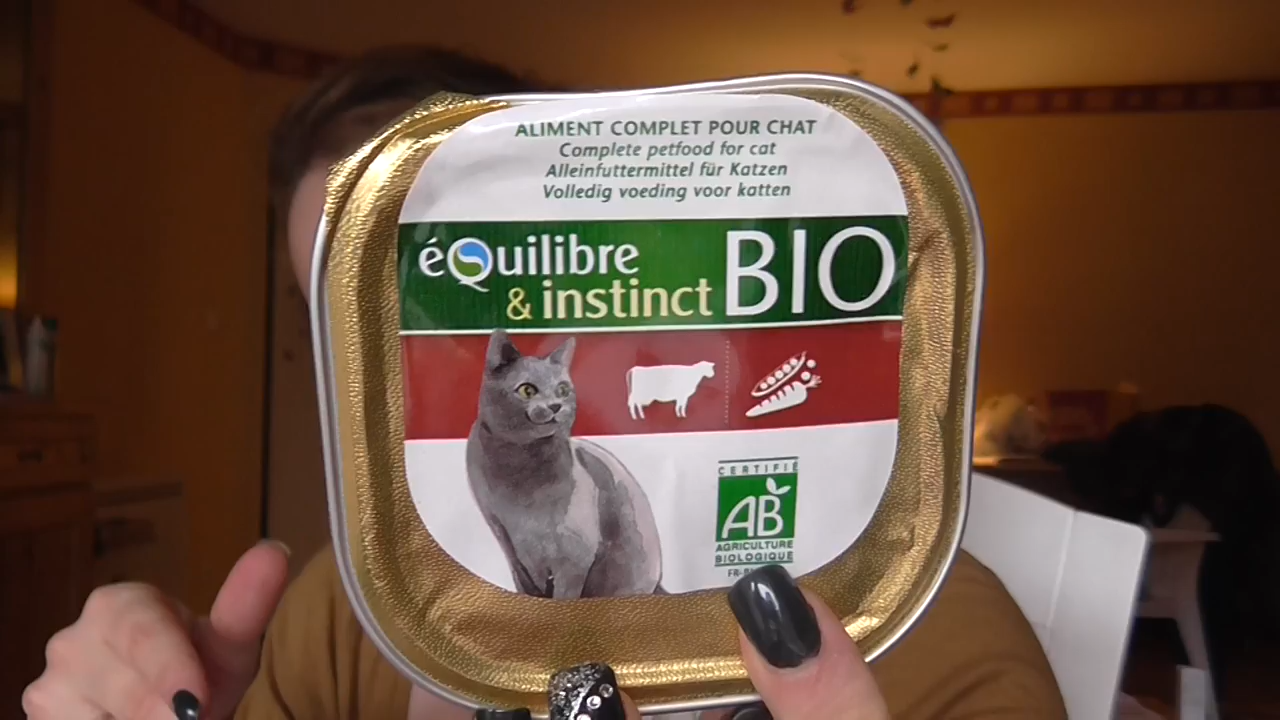 ALIMENT COMPLET POUR CHAT
Complete petfood for cat
Alleinfuttermittel für Katzen
Volledig voeding voor katten
éQuilibre
& instinct BIO
CERTIFIÉ
AB
AGRICULTURE
BIOLOGIQUE